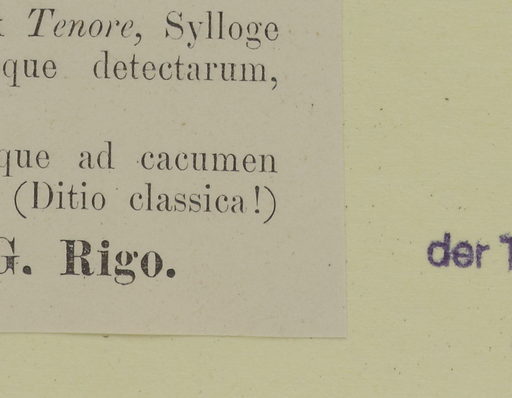 Tenore, Sylloge
que detectarum,
que ad cacumen
(Ditio classica!)
G. Rigo.
der